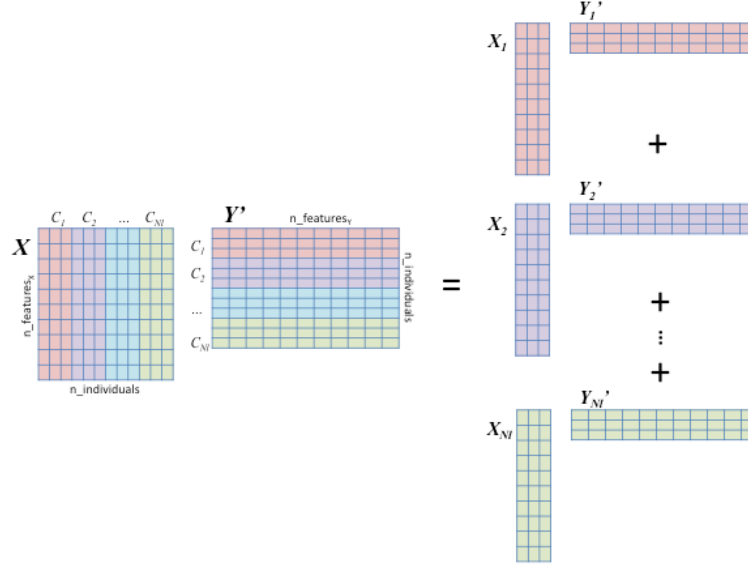 C1 C2 ... CNI
X
n_featuresX
n_individuals
Y’
n_featuresY
C1
C2
...
CNI
n_individuals
=
X1
Y1’
+
X2
Y2’
+
...
+
XNI
YNI’